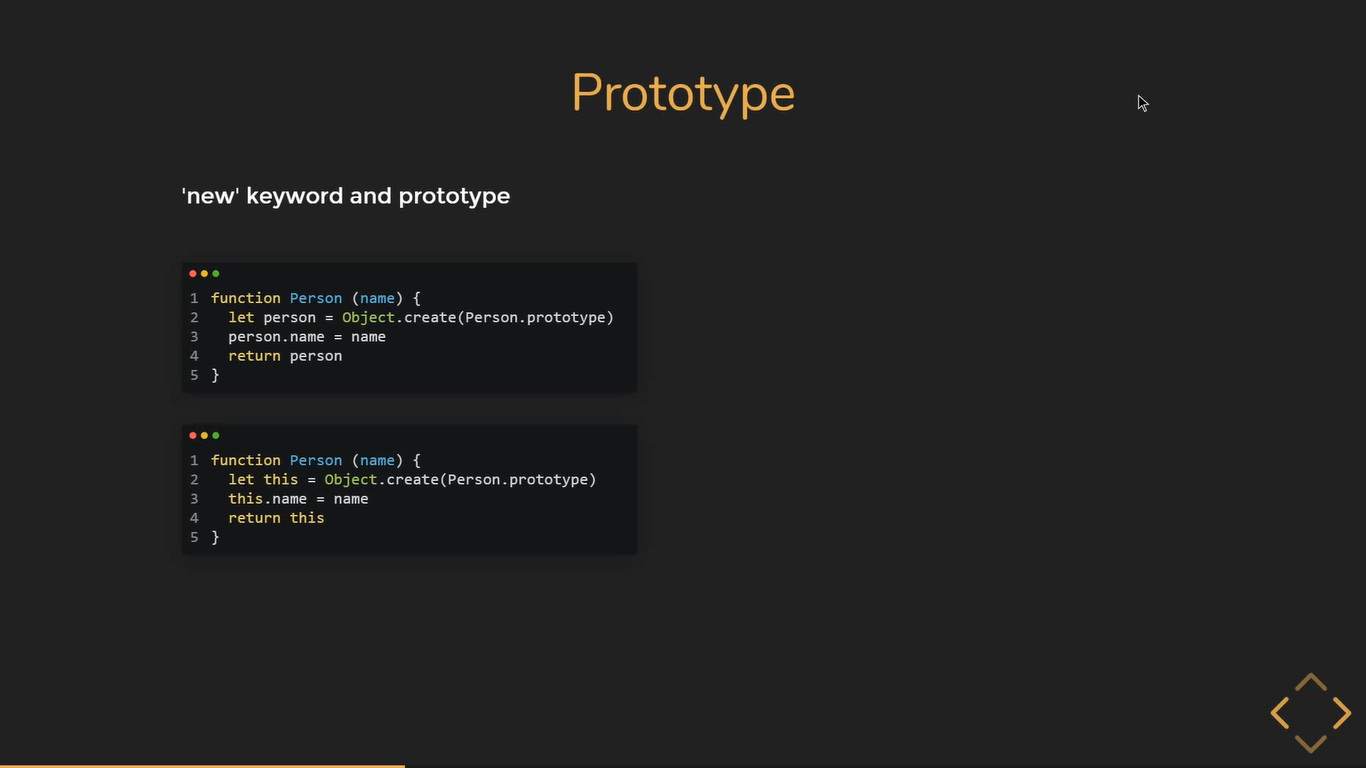 Prototype
'new' keyword and prototype
1 function Person (name) {
2   let person = Object.create(Person.prototype)
3   person.name = name
4   return person
5 }
1 function Person (name) {
2   let this = Object.create(Person.prototype)
3   this.name = name
4   return this
5 }